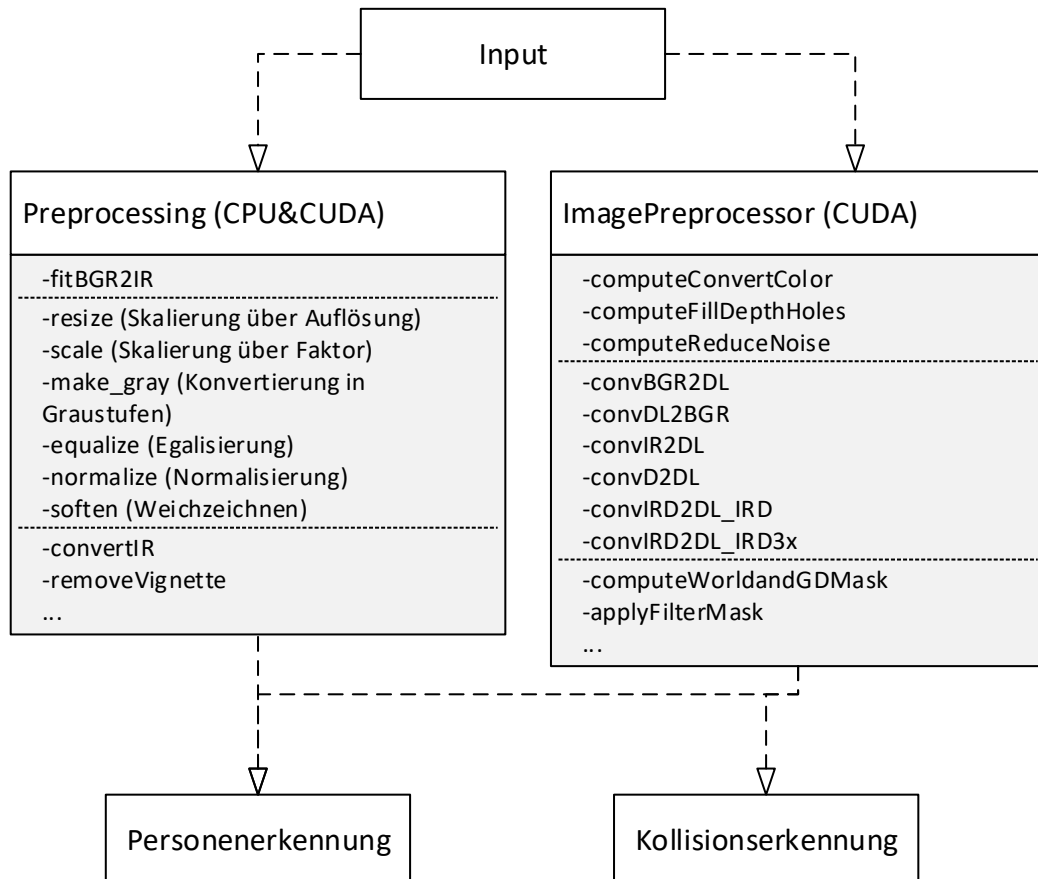 Input
Preprocessing (CPU&CUDA)
-fitBGR2IR
-resize (Skalierung über Auflösung)
-scale (Skalierung über Faktor)
-make_gray (Konvertierung in
Graustufen)
-equalize (Egalisierung)
-normalize (Normalisierung)
-soften (Weichzeichnen)
-convertIR
-removeVignette
...
ImagePreprocessor (CUDA)
-computeConvertColor
-computeFillDepthHoles
-computeReduceNoise
-convBGR2DL
-convDL2BGR
-convIR2DL
-convD2DL
-convIRD2DL_IRD
-convIRD2DL_IRD3x
-computeWorldandGDMask
-applyFilterMask
...
Personenerkennung
Kollisionserkennung